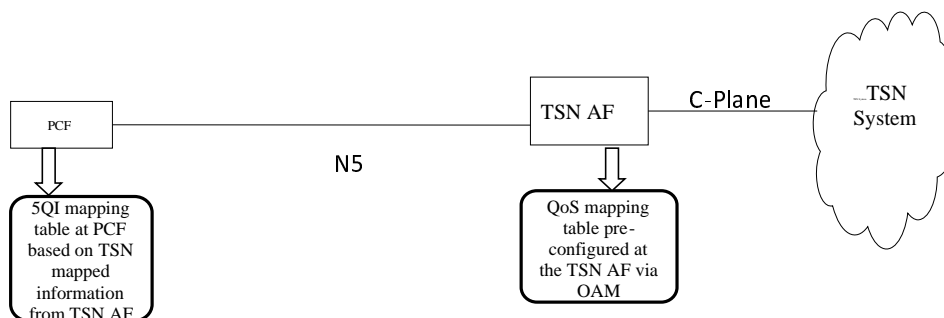 C-Plane
TSN
System
PCF
TSN AF
N5
5QI mapping
table at PCF
based on TSN
mapped
information
from TSN AF
QoS mapping
table pre-
configured at
the TSN AF via
OAM